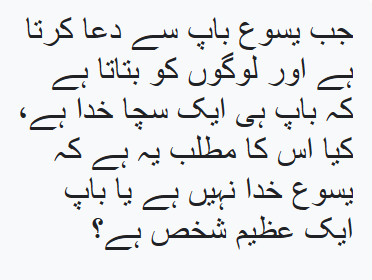 جب یسوع باپ سے دعا کرتا
ہے اور لوگوں کو بتاتا ہے
کہ باپ ہی ایک سچا خدا ہے،
کیا اس کا مطلب یہ ہے کہ
یسوع خدا نہیں ہے یا باپ
ایک عظیم شخص ہے؟